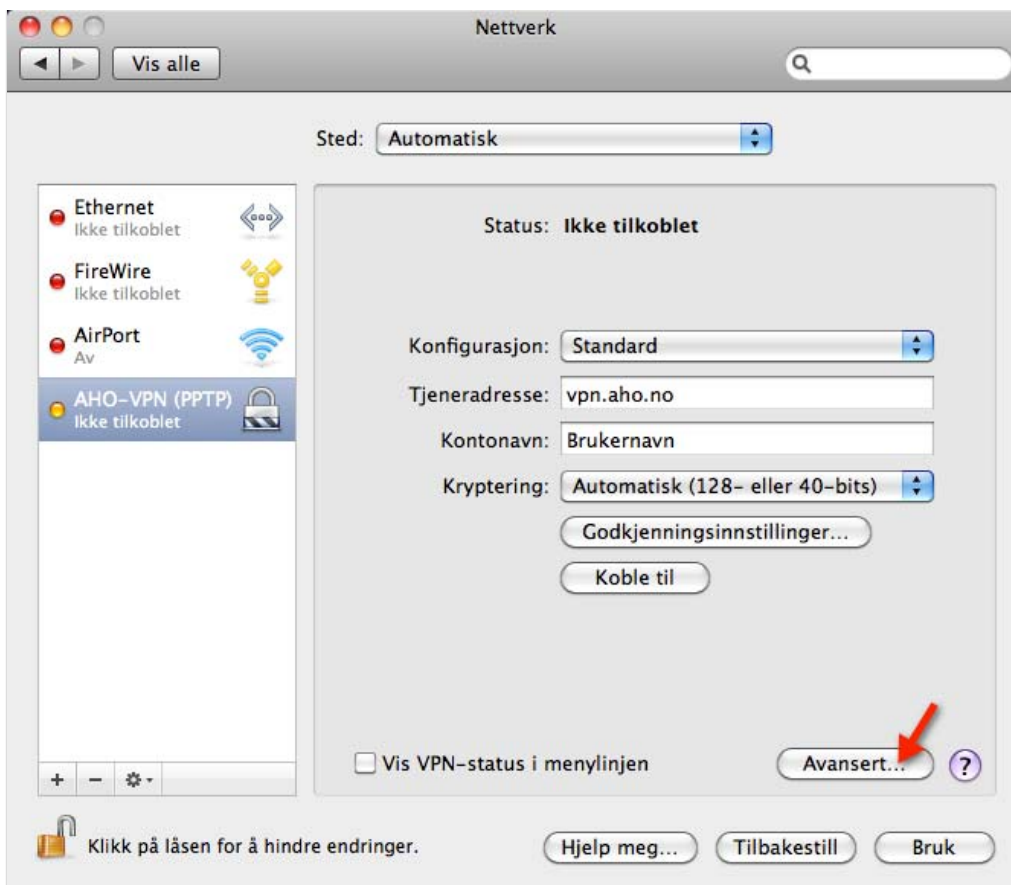 Nettverk
Vis alle
Sted: Automatisk
Ethernet
Ikke tilkoblet
FireWire
Ikke tilkoblet
AirPort
Av
AHO-VPN (PPTP)
Ikke tilkoblet
Status: Ikke tilkoblet
Konfigurasjon: Standard
Tjeneradresse: vpn.aho.no
Kontonavn: Brukernavn
Kryptering: Automatisk (128- eller 40-bits)
Godkjenningsinnstillinger...
Koble til
Vis VPN-status i menylinjen
Avansert...
?
Klikk på låsen for å hindre endringer.
Hjelp meg...
Tilbakestill
Bruk